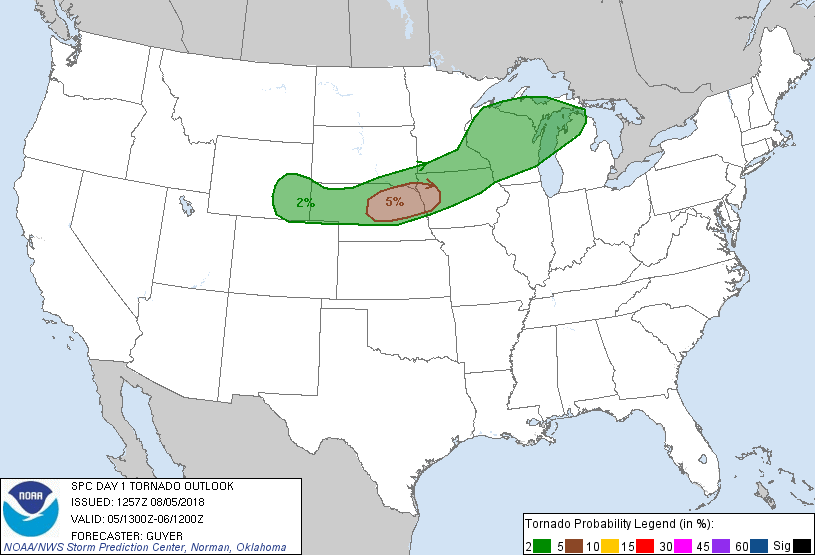 2%
5%
NOAA
SPC DAY 1 TORNADO OUTLOOK
ISSUED: 1257Z 08/05/2018
VALID: 05/1300Z-06/1200Z
FORECASTER: GUYER
NOAA/NWS Storm Prediction Center, Norman, Oklahoma
Tornado Probability Legend (in %):
2 5 10 15 30 45 60 Sig